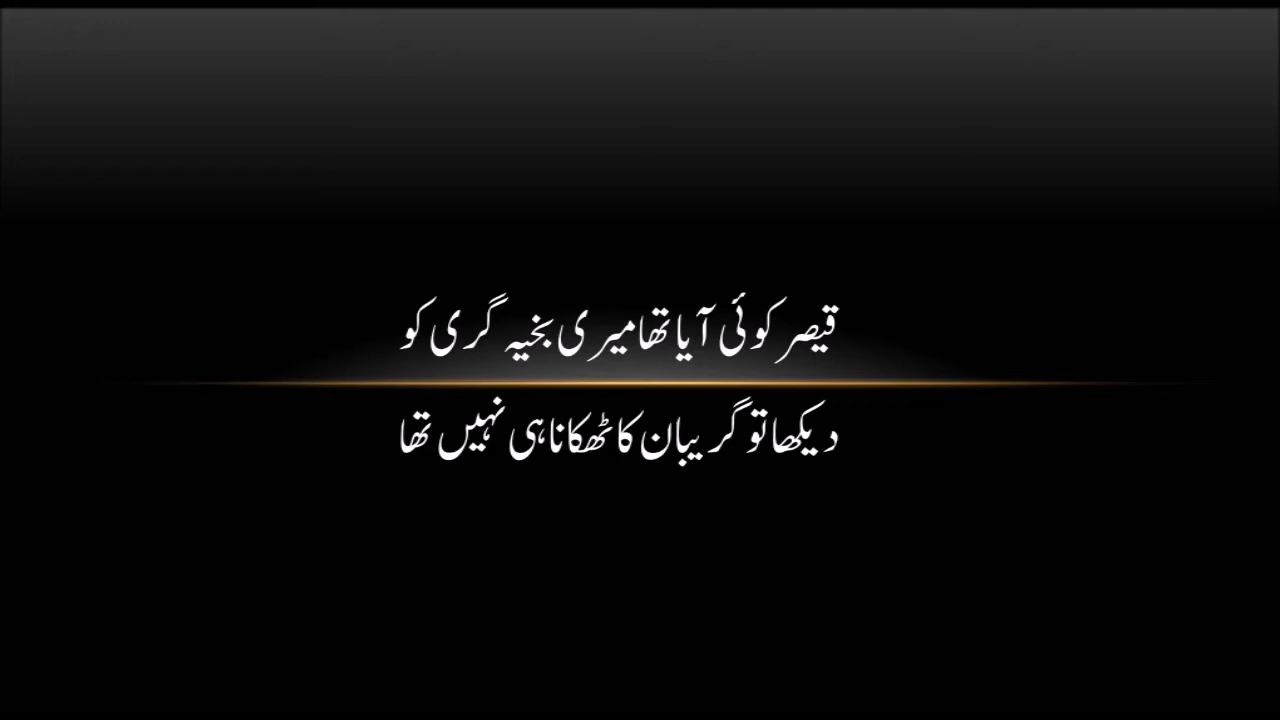 قیصر کوئی آیا تھا میری بخیہ گری کو
دیکھا تو گریبان کا ٹھکانا ہی نہیں تھا